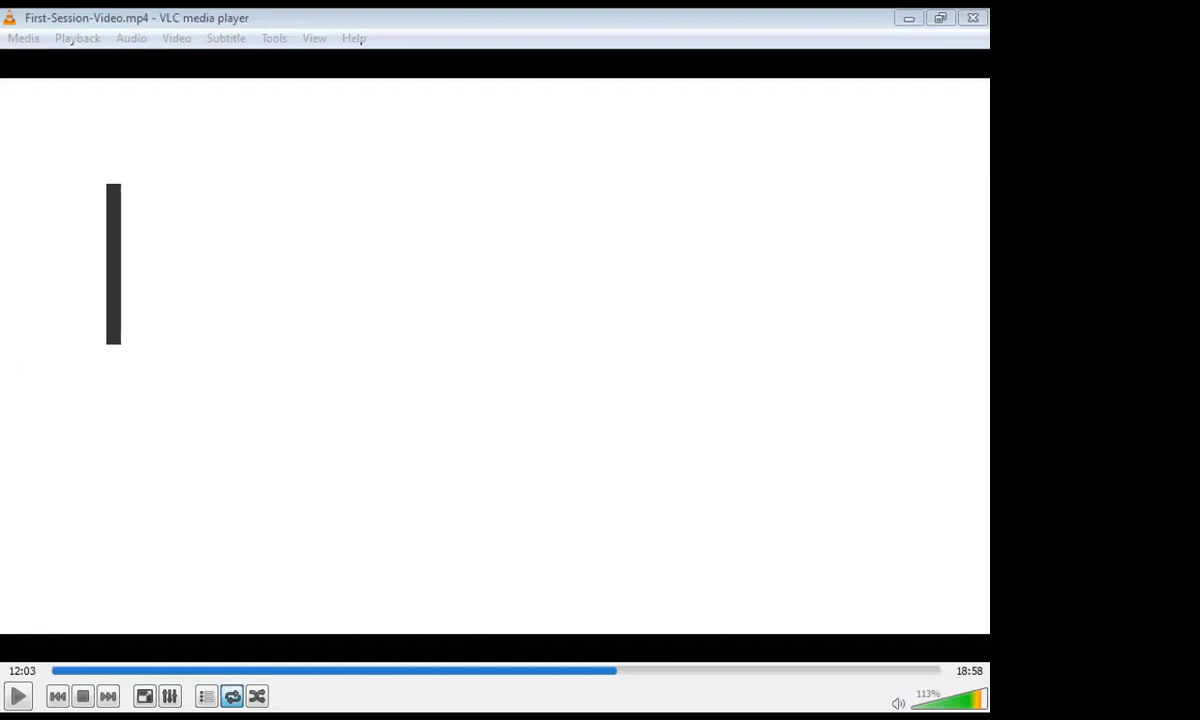 First-Session-Video.mp4 - VLC media player
Media Playback Audio Video Subtitle Tools View Help
12:03 18:58
113%